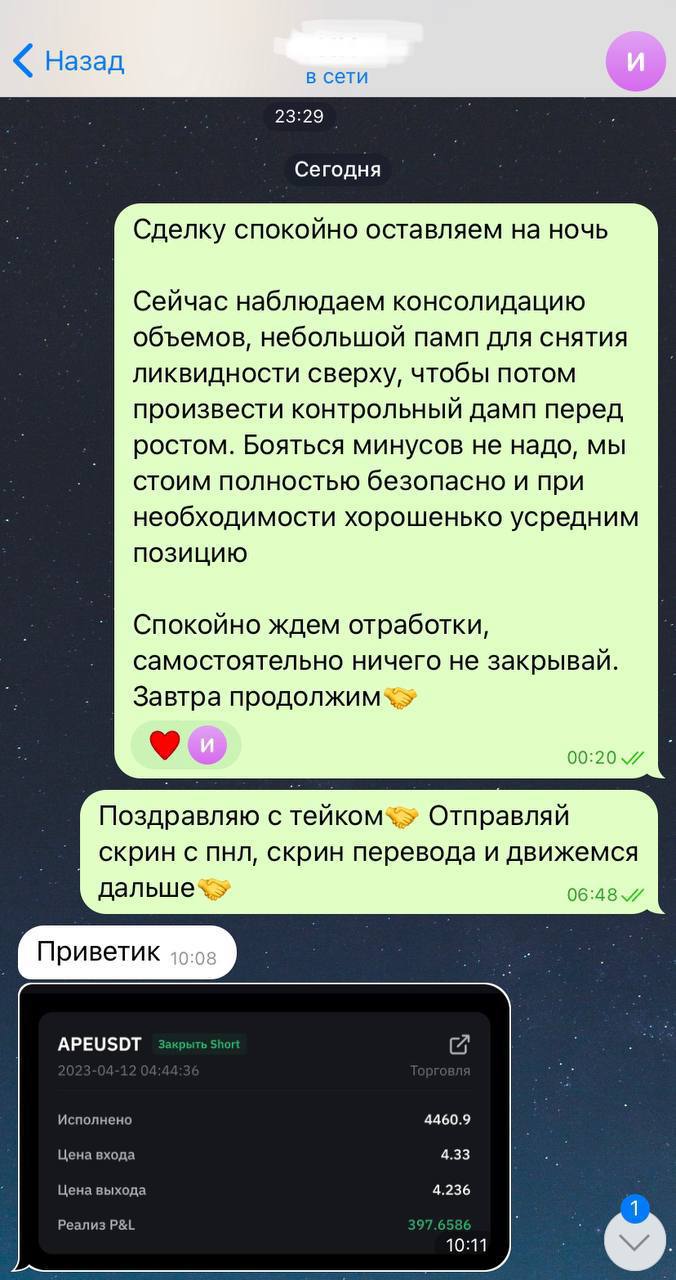 Назад
в сети
И
23:29
Сегодня
Сделку спокойно оставляем на ночь
Сейчас наблюдаем консолидацию
объемов, небольшой памп для снятия
ликвидности сверху, чтобы потом
произвести контрольный дамп перед
ростом. Бояться минусов не надо, мы
стоим полностью безопасно и при
необходимости хорошенько усредним
позицию
Спокойно ждем отработки,
самостоятельно ничего не закрывай.
Завтра продолжим🤝
❤️ И
00:20
Поздравляю с тейком🤝 Отправляй
скрин с пнл, скрин перевода и движемся
дальше🤝
06:48
Приветик 10:08
APEUSDT Закрыть Short
2023-04-12 04:44:36 Торговля
Исполнено 4460.9
Цена входа 4.33
Цена выхода 4.236
Реализ P&L 397.6586
10:11
1